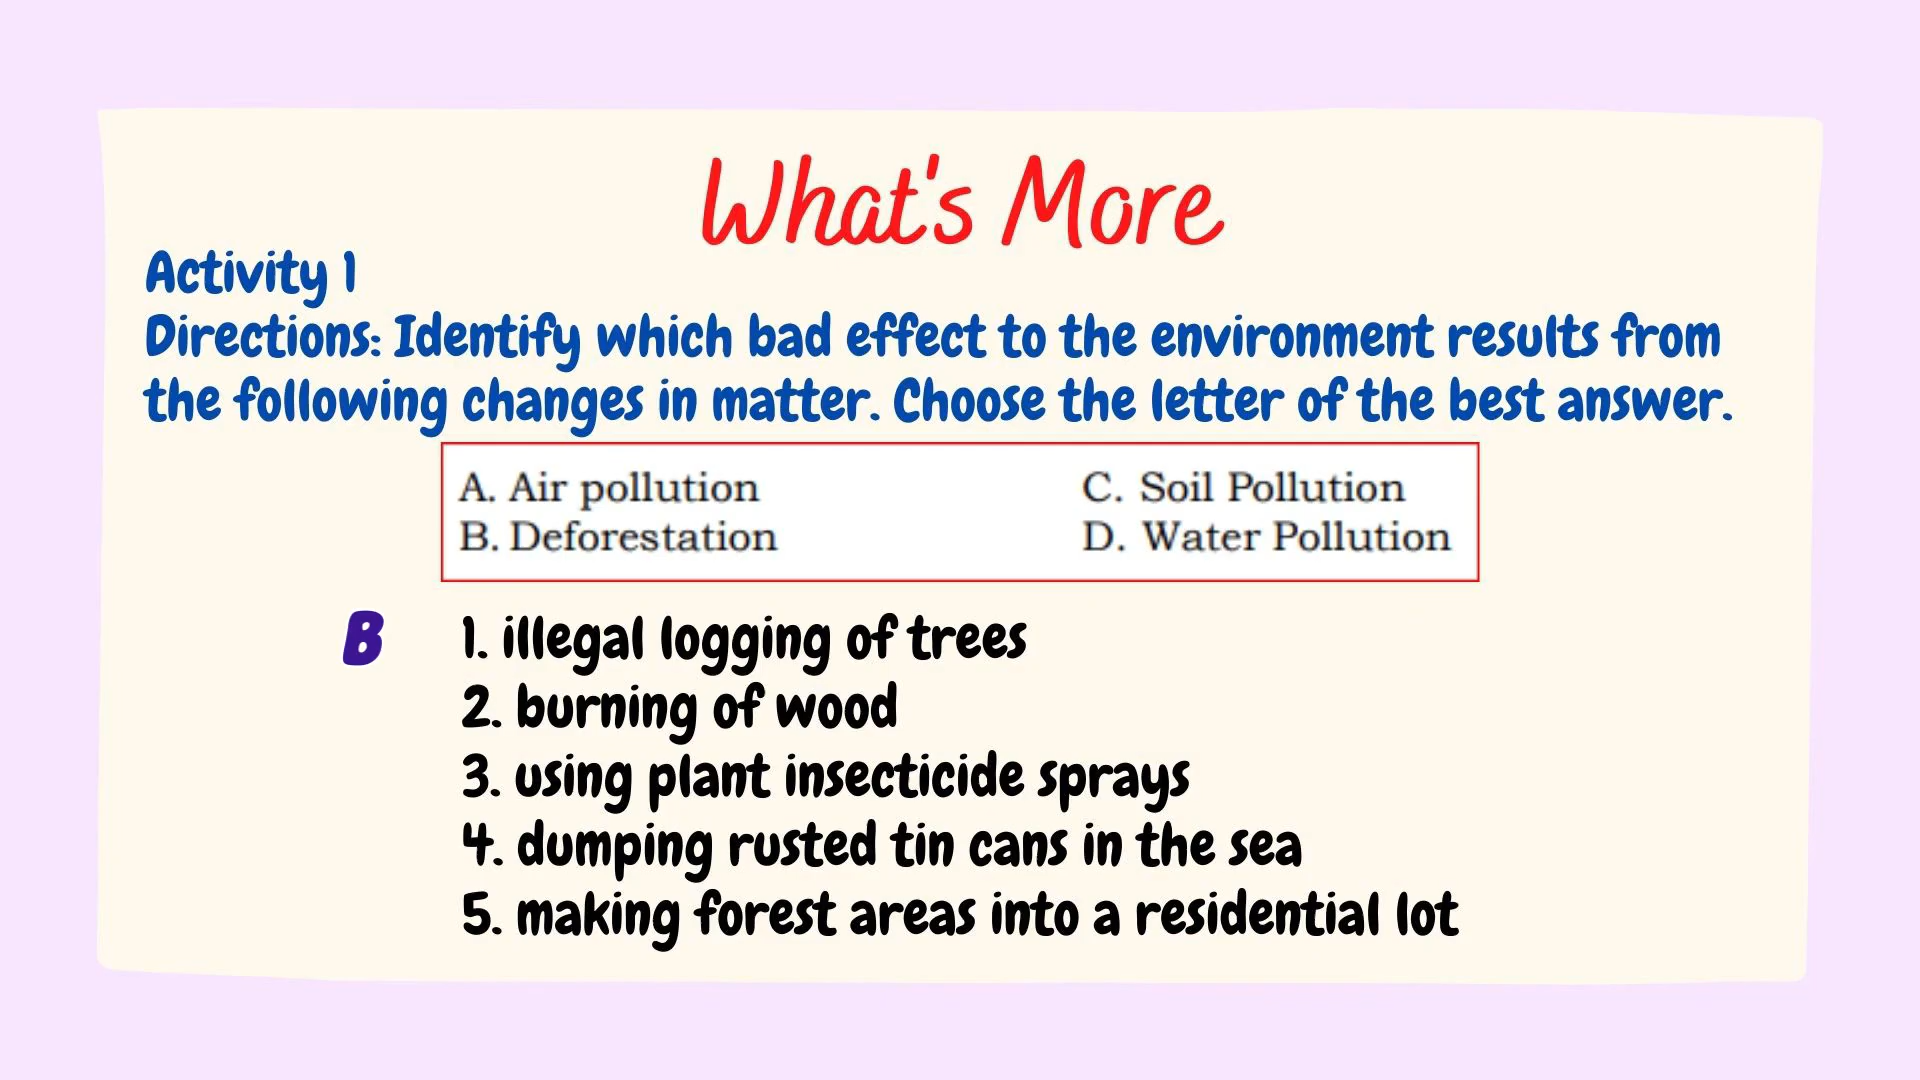 What's More
Activity 1
Directions: Identify which bad effect to the environment results from
the following changes in matter. Choose the letter of the best answer.
A. Air pollution C. Soil Pollution
B. Deforestation D. Water Pollution
B 1. illegal logging of trees
2. burning of wood
3. using plant insecticide sprays
4. dumping rusted tin cans in the sea
5. making forest areas into a residential lot